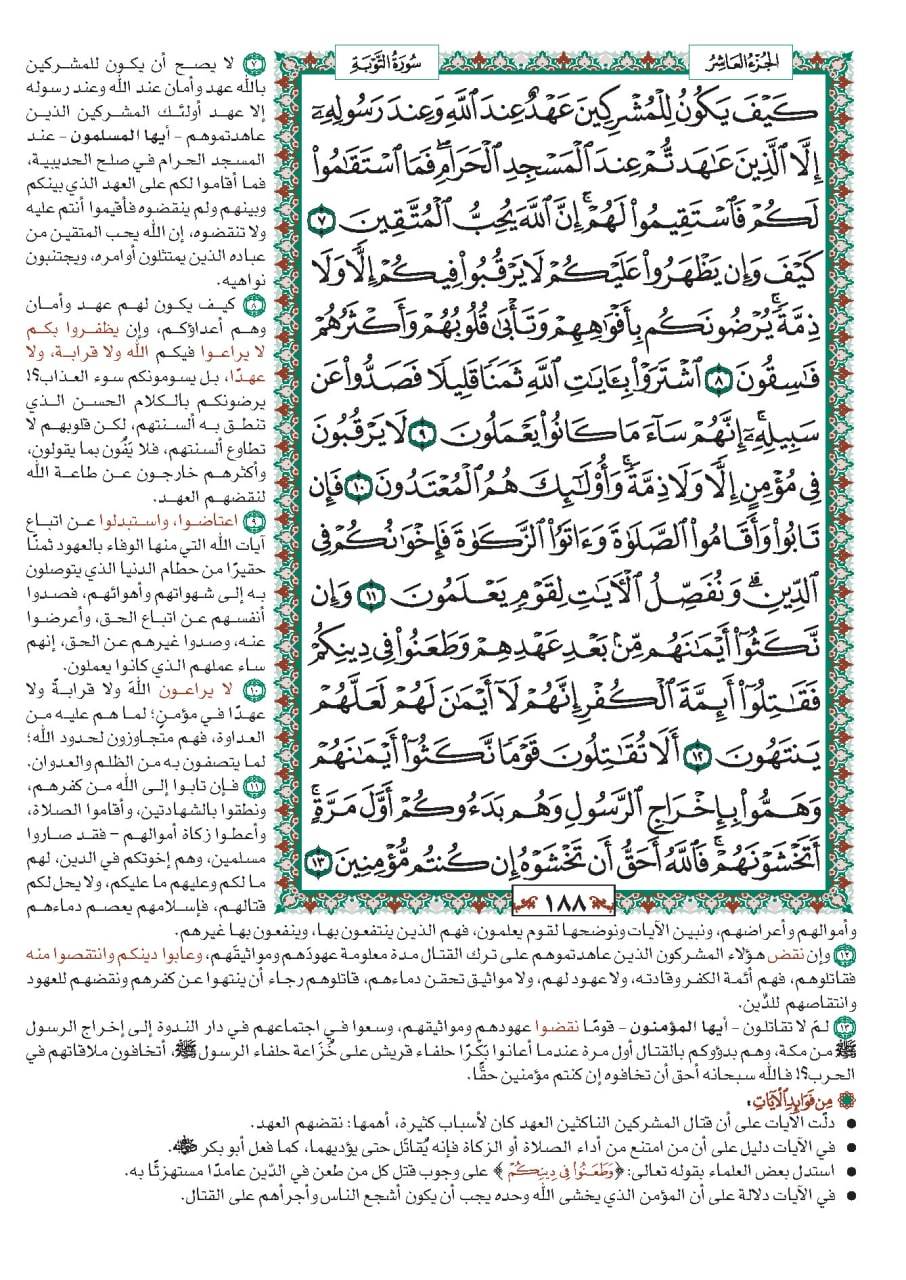 الجزء العاشر
سورة التوبة
كَيْفَ يَكُونُ لِلْمُشْرِكِينَ عَهْدٌ عِندَ ٱللَّهِ وَعِندَ رَسُولِهِۦٓ
إِلَّا ٱلَّذِينَ عَٰهَدتُّمْ عِندَ ٱلْمَسْجِدِ ٱلْحَرَامِۖ فَمَا ٱسْتَقَٰمُوا۟
لَكُمْ فَٱسْتَقِيمُوا۟ لَهُمْۚ إِنَّ ٱللَّهَ يُحِبُّ ٱلْمُتَّقِينَ ٧
كَيْفَ وَإِن يَظْهَرُوا۟ عَلَيْكُمْ لَا يَرْقُبُوا۟ فِيكُمْ إِلًّا وَلَا
ذِمَّةًۚ يُرْضُونَكُم بِأَفْوَٰهِهِمْ وَتَأْبَىٰ قُلُوبُهُمْ وَأَكْثَرُهُمْ
فَٰسِقُونَ ٨ ٱشْتَرَوْا۟ بِـَٔايَٰتِ ٱللَّهِ ثَمَنًا قَلِيلًا فَصَدُّوا۟ عَن
سَبِيلِهِۦٓۚ إِنَّهُمْ سَآءَ مَا كَانُوا۟ يَعْمَلُونَ ٩ لَا يَرْقُبُونَ
فِى مُؤْمِنٍ إِلًّا وَلَا ذِمَّةًۚ وَأُو۟لَٰٓئِكَ هُمُ ٱلْمُعْتَدُونَ ١٠ فَإِن
تَابُوا۟ وَأَقَامُوا۟ ٱلصَّلَوٰةَ وَءَاتَوُا۟ ٱلزَّكَوٰةَ فَإِخْوَٰنُكُمْ فِى
ٱلدِّينِۗ وَنُفَصِّلُ ٱلْـَٔايَٰتِ لِقَوْمٍ يَعْلَمُونَ ١١ وَإِن
نَّكَثُوٓا۟ أَيْمَٰنَهُم مِّنۢ بَعْدِ عَهْدِهِمْ وَطَعَنُوا۟ فِى دِينِكُمْ
فَقَٰتِلُوٓا۟ أَئِمَّةَ ٱلْكُفْرِۙ إِنَّهُمْ لَآ أَيْمَٰنَ لَهُمْ لَعَلَّهُمْ
يَنتَهُونَ ١٢ أَلَا تُقَٰتِلُونَ قَوْمًا نَّكَثُوٓا۟ أَيْمَٰنَهُمْ
وَهَمُّوا۟ بِإِخْرَاجِ ٱلرَّسُولِ وَهُم بَدَءُوكُمْ أَوَّلَ مَرَّةٍۚ
أَتَخْشَوْنَهُمْۚ فَٱللَّهُ أَحَقُّ أَن تَخْشَوْهُ إِن كُنتُم مُّؤْمِنِينَ ١٣
١٨٨
٧ لا يصح أن يكون للمشركين
بالله عهد وأمان عند الله وعند رسوله
إلا عهد أولئك المشركين الذين
عاهدتموهم – أيها المسلمون – عند
المسجد الحرام في صلح الحديبية،
فما أقاموا لكم على العهد الذي بينكم
وبينهم ولم ينقضوه فأقيموا أنتم عليه
ولا تنقضوه، إن الله يحب المتقين من
عباده الذين يمتثلون أوامره، ويجتنبون
نواهيه.
٨ كيف يكون لهم عهد وأمان
وهم أعداؤكم، وإن يظفروا بكم
لا يراعوا فيكم الله ولا قرابة، ولا
عهدًا، بل يسومونكم سوء العذاب؟!
يرضونكم بالكلام الحسن الذي
تنطق به ألسنتهم، لكن قلوبهم لا
تطاوع ألسنتهم، فلا يَفُون بما يقولون،
وأكثرهم خارجون عن طاعة الله
لنقضهم العهد.
٩ اعتاضوا، واستبدلوا عن اتباع
آيات الله التي منها الوفاء بالعهود ثمنًا
حقيرًا من حطام الدنيا الذي يتوصلون
به إلى شهواتهم وأهوائهم، فصدوا
أنفسهم عن اتباع الحق، وأعرضوا
عنه، وصدوا غيرهم عن الحق، إنهم
ساء عملهم الذي كانوا يعملون.
١٠ لا يراعون اللهَ ولا قرابةً ولا
عهدًا في مؤمنٍ؛ لما هم عليه من
العداوة، فهم متجاوزون لحدود الله؛
لما يتصفون به من الظلم والعدوان.
١١ فإن تابوا إلى الله من كفرهم،
ونطقوا بالشهادتين، وأقاموا الصلاة،
وأعطوا زكاة أموالهم – فقد صاروا
مسلمين، وهم إخوتكم في الدين، لهم
ما لكم وعليهم ما عليكم، ولا يحل لكم
قتالهم، فإسلامهم يعصم دماءهم
وأموالهم وأعراضهم، ونبين الآيات ونوضحها لقوم يعلمون، فهم الذين ينتفعون بها، وينفعون بها غيرهم.
١٢ وإن نقض هؤلاء المشركون الذين عاهدتموهم على ترك القتال مدة معلومة عهودَهم ومواثيقَهم، وعابوا دينكم وانتقصوا منه
فقاتلوهم، فهم أئمة الكفر وقادته، ولا عهود لهم، ولا مواثيق تحقن دماءهم، قاتلوهم رجاء أن ينتهوا عن كفرهم ونقضهم للعهود
وانتقاصهم للدِّين.
١٣ لمَ لا تقاتلون – أيها المؤمنون – قومًا نقضوا عهودهم ومواثيقهم، وسعوا في اجتماعهم في دار الندوة إلى إخراج الرسول
ﷺ من مكة، وهم بدؤوكم بالقتال أول مرة عندما أعانوا بَكْرًا حلفاء قريش على خُزَاعة حلفاء الرسول ﷺ، أتخافون ملاقاتهم في
الحرب؟! فالله سبحانه أحق أن تخافوه إن كنتم مؤمنين حقًّا.
من فوائد الآيات:
● دلّت الآيات على أن قتال المشركين الناكثين العهد كان لأسباب كثيرة، أهمها: نقضهم العهد.
● في الآيات دليل على أن من امتنع من أداء الصلاة أو الزكاة فإنه يُقاتَل حتى يؤديهما، كما فعل أبو بكر رضي الله عنه.
● استدل بعض العلماء بقوله تعالى: ﴿وَطَعَنُوا۟ فِى دِينِكُمْ﴾ على وجوب قتل كل من طعن في الدّين عامدًا مستهزئًا به.
● في الآيات دلالة على أن المؤمن الذي يخشى الله وحده يجب أن يكون أشجع الناس وأجرأهم على القتال.